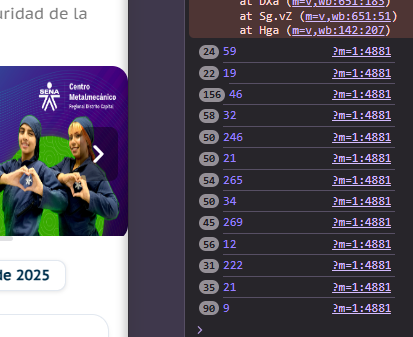 uridad de la
SENA
Centro
Metalmecánico
Regional Distrito Capital
de 2025
at DXa (m=v,wb:651:183)
at Sg.vZ (m=v,wb:651:51)
at Hga (m=v,wb:142:207)
24 59 ?m=1:4881
22 19 ?m=1:4881
156 46 ?m=1:4881
58 32 ?m=1:4881
50 246 ?m=1:4881
50 21 ?m=1:4881
54 265 ?m=1:4881
50 34 ?m=1:4881
45 269 ?m=1:4881
56 12 ?m=1:4881
31 222 ?m=1:4881
35 21 ?m=1:4881
90 9 ?m=1:4881